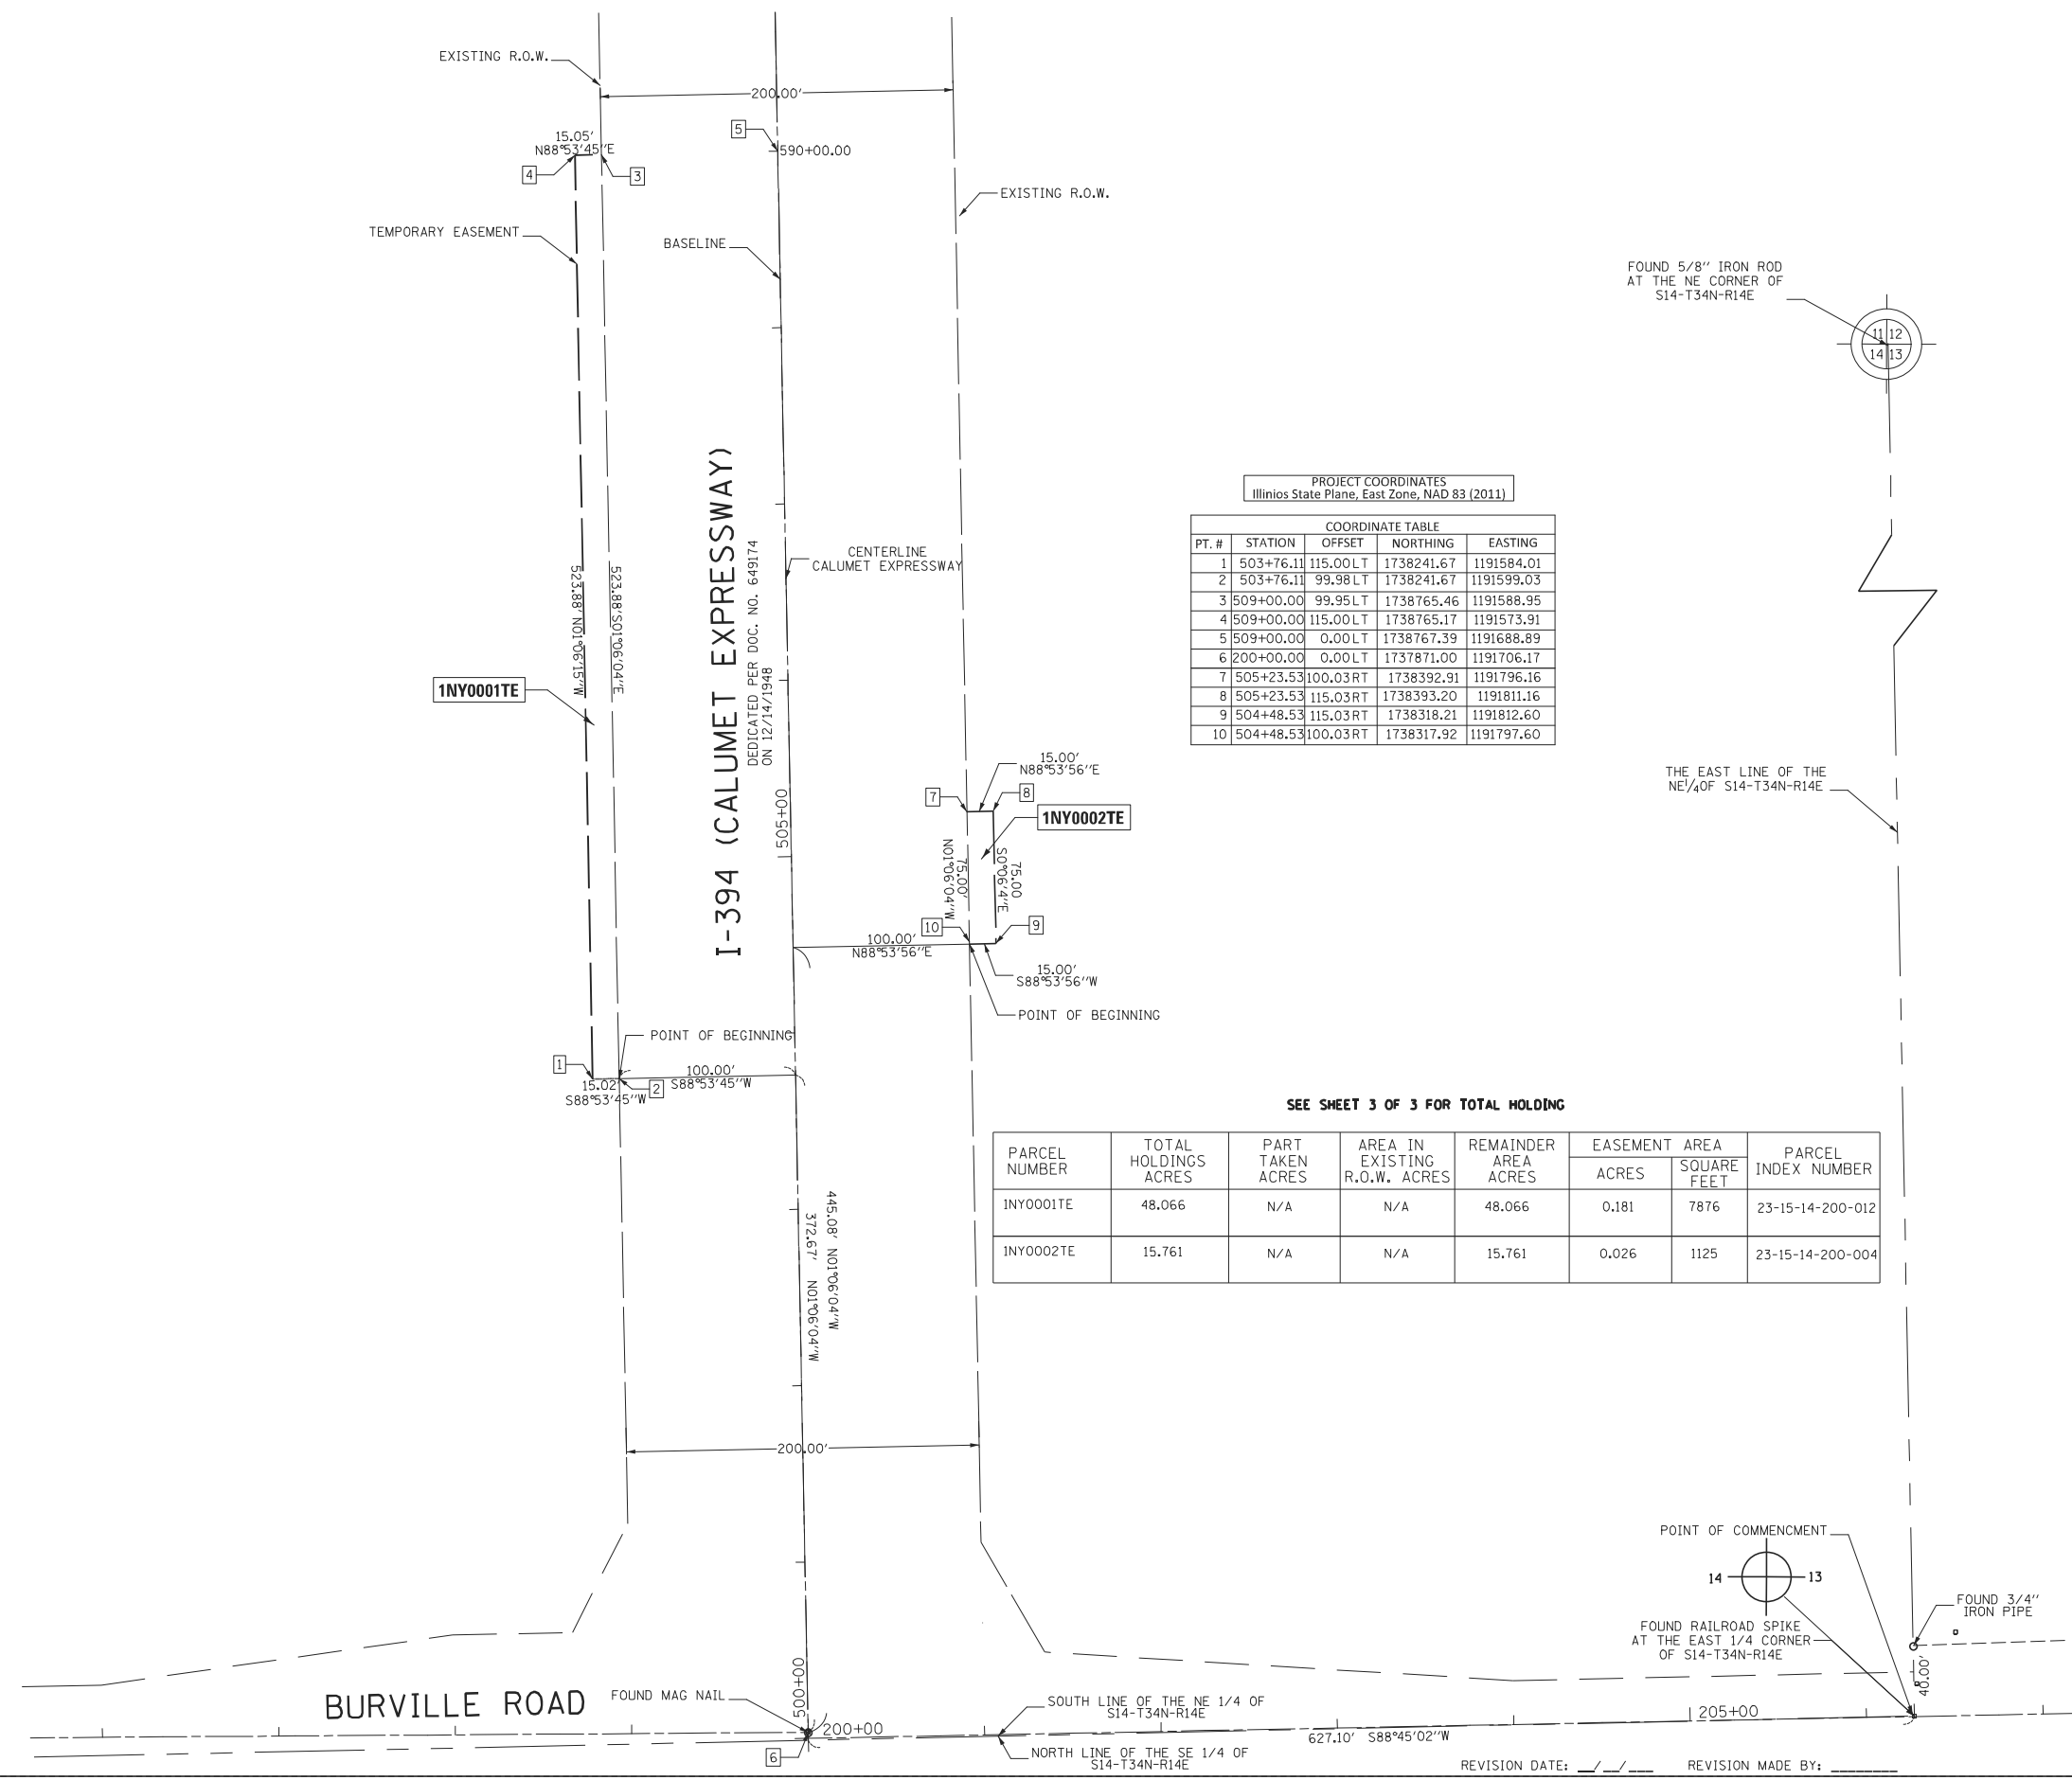 EXISTING R.O.W.
200.00'
15.05'
N88°53'45"E
5
590+00.00
4
3
EXISTING R.O.W.
TEMPORARY EASEMENT
BASELINE
FOUND 5/8" IRON ROD
AT THE NE CORNER OF
S14-T34N-R14E
11 12
14 13
I-394 (CALUMET EXPRESSWAY)
DEDICATED PER DOC. NO. 649174
ON 12/14/1948
CENTERLINE
CALUMET EXPRESSWAY
523.88' N01°06'15"W
523.88' S01°06'04"E
1NY0001TE
PROJECT COORDINATES
Illinios State Plane, East Zone, NAD 83 (2011)
COORDINATE TABLE
PT. # STATION OFFSET NORTHING EASTING
1 503+76.11 115.00LT 1738241.67 1191584.01
2 503+76.11 99.98LT 1738241.67 1191599.03
3 509+00.00 99.95LT 1738765.46 1191588.95
4 509+00.00 115.00LT 1738765.17 1191573.91
5 509+00.00 0.00LT 1738767.39 1191688.89
6 200+00.00 0.00LT 1737871.00 1191706.17
7 505+23.53 100.03RT 1738392.91 1191796.16
8 505+23.53 115.03RT 1738393.20 1191811.16
9 504+48.53 115.03RT 1738318.21 1191812.60
10 504+48.53 100.03RT 1738317.92 1191797.60
THE EAST LINE OF THE
NE1/4OF S14-T34N-R14E
15.00'
N88°53'56"E
7
8
1NY0002TE
505+00
75.00'
N01°06'04"W
75.00
S0°06'4"E
10
9
100.00'
N88°53'56"E
15.00'
S88°53'56"W
POINT OF BEGINNING
POINT OF BEGINNING
1
15.02'
S88°53'45"W
2
100.00'
S88°53'45"W
SEE SHEET 3 OF 3 FOR TOTAL HOLDING
PARCEL NUMBER TOTAL HOLDINGS ACRES PART TAKEN ACRES AREA IN EXISTING R.O.W. ACRES REMAINDER AREA ACRES EASEMENT AREA ACRES SQUARE FEET PARCEL INDEX NUMBER
1NY0001TE 48.066 N/A N/A 48.066 0.181 7876 23-15-14-200-012
1NY0002TE 15.761 N/A N/A 15.761 0.026 1125 23-15-14-200-004
445.08' N01°06'04"W
372.67' N01°06'04"W
200.00'
POINT OF COMMENCMENT
14
13
FOUND RAILROAD SPIKE
AT THE EAST 1/4 CORNER
OF S14-T34N-R14E
FOUND 3/4"
IRON PIPE
40.00'
BURVILLE ROAD
FOUND MAG NAIL
500+00
200+00
6
SOUTH LINE OF THE NE 1/4 OF
S14-T34N-R14E
NORTH LINE OF THE SE 1/4 OF
S14-T34N-R14E
205+00
627.10' S88°45'02"W
REVISION DATE: __/__/___ REVISION MADE BY: ________